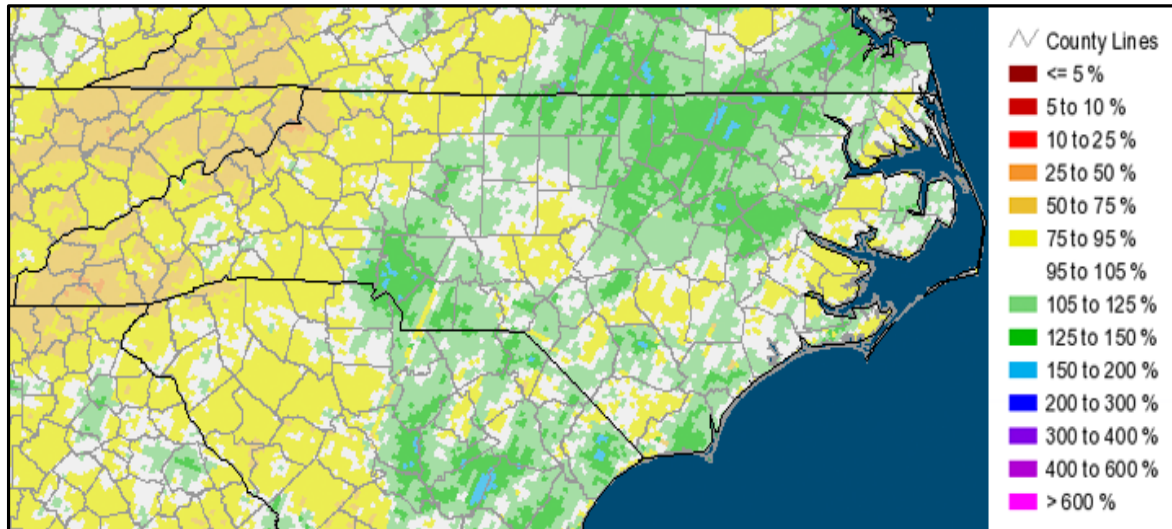 County Lines
<= 5 %
5 to 10 %
10 to 25 %
25 to 50 %
50 to 75 %
75 to 95 %
95 to 105 %
105 to 125 %
125 to 150 %
150 to 200 %
200 to 300 %
300 to 400 %
400 to 600 %
> 600 %